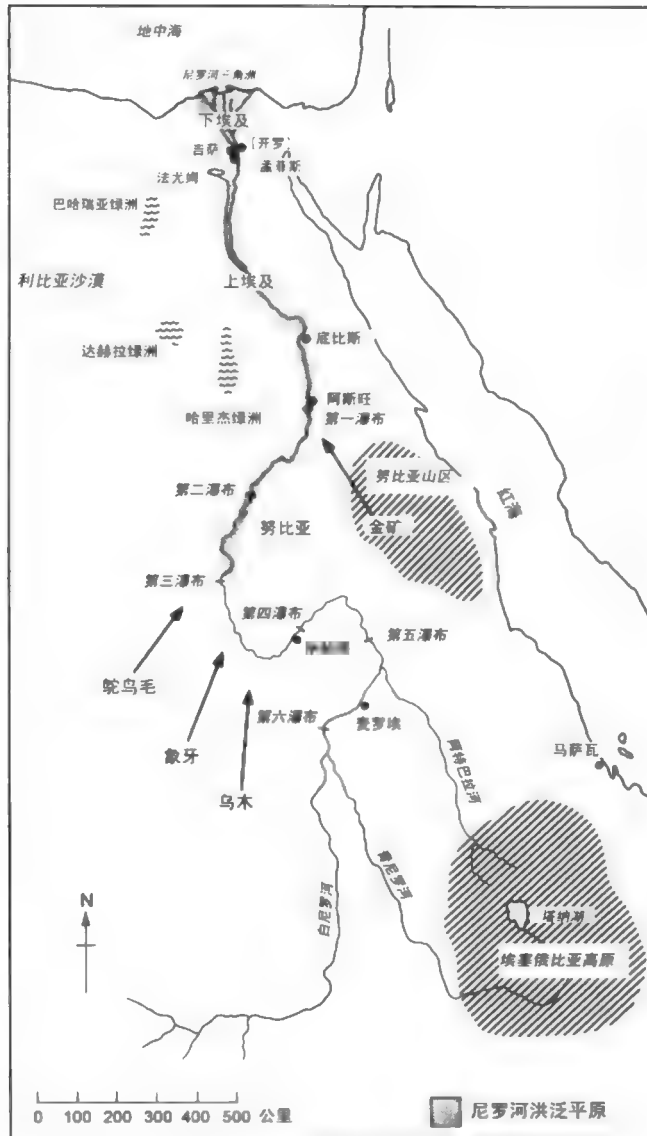 地中海
尼罗河三角洲
下埃及
吉萨
(开罗)
孟菲斯
法尤姆
巴哈瑞亚绿洲
利比亚沙漠
上埃及
达赫拉绿洲
底比斯
哈里杰绿洲
阿斯旺
第一瀑布
努比亚山区
红海
第二瀑布
努比亚
金矿
第三瀑布
第四瀑布
第五瀑布
鸵鸟毛
第六瀑布
麦罗埃
象牙
马萨瓦
乌木
阿特巴拉河
青尼罗河
白尼罗河
N
塔纳湖
埃塞俄比亚高原
0 100 200 300 400 500 公里
尼罗河洪泛平原